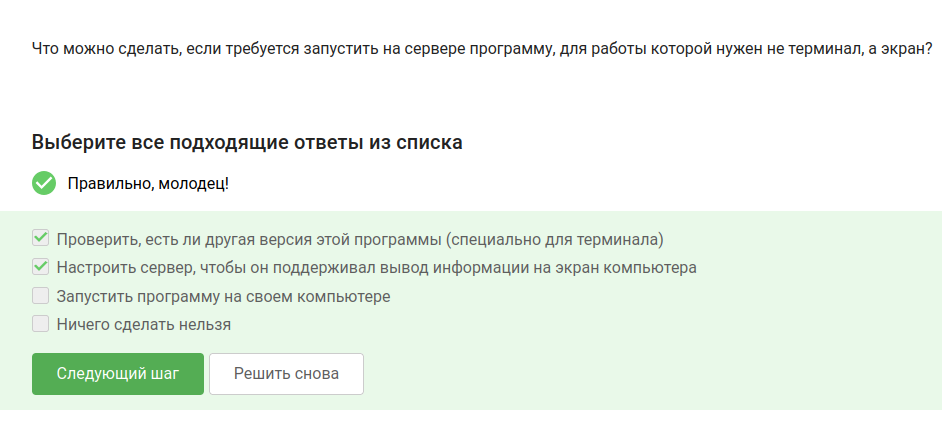 Что можно сделать, если требуется запустить на сервере программу, для работы которой нужен не терминал, а экран?
Выберите все подходящие ответы из списка
Правильно, молодец!
Проверить, есть ли другая версия этой программы (специально для терминала)
Настроить сервер, чтобы он поддерживал вывод информации на экран компьютера
Запустить программу на своем компьютере
Ничего сделать нельзя
Следующий шаг Решить снова